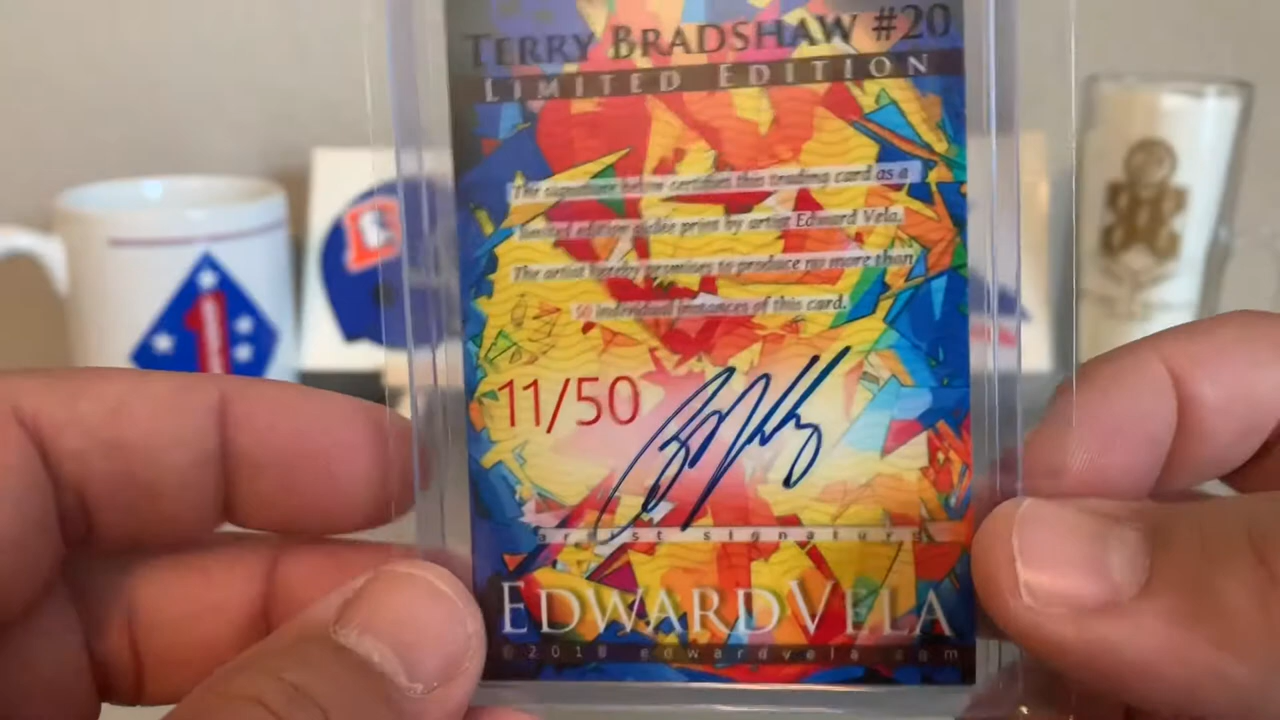 TERRY BRADSHAW #20
LIMITED EDITION
The signature below certifies this trading card as a
limited edition giclée print by artist Edward Vela.
The artist hereby promises to produce no more than
50 individual instances of this card.
11/50
artist signature
EDWARDVELA
©2018 edwardvela.com
1
D